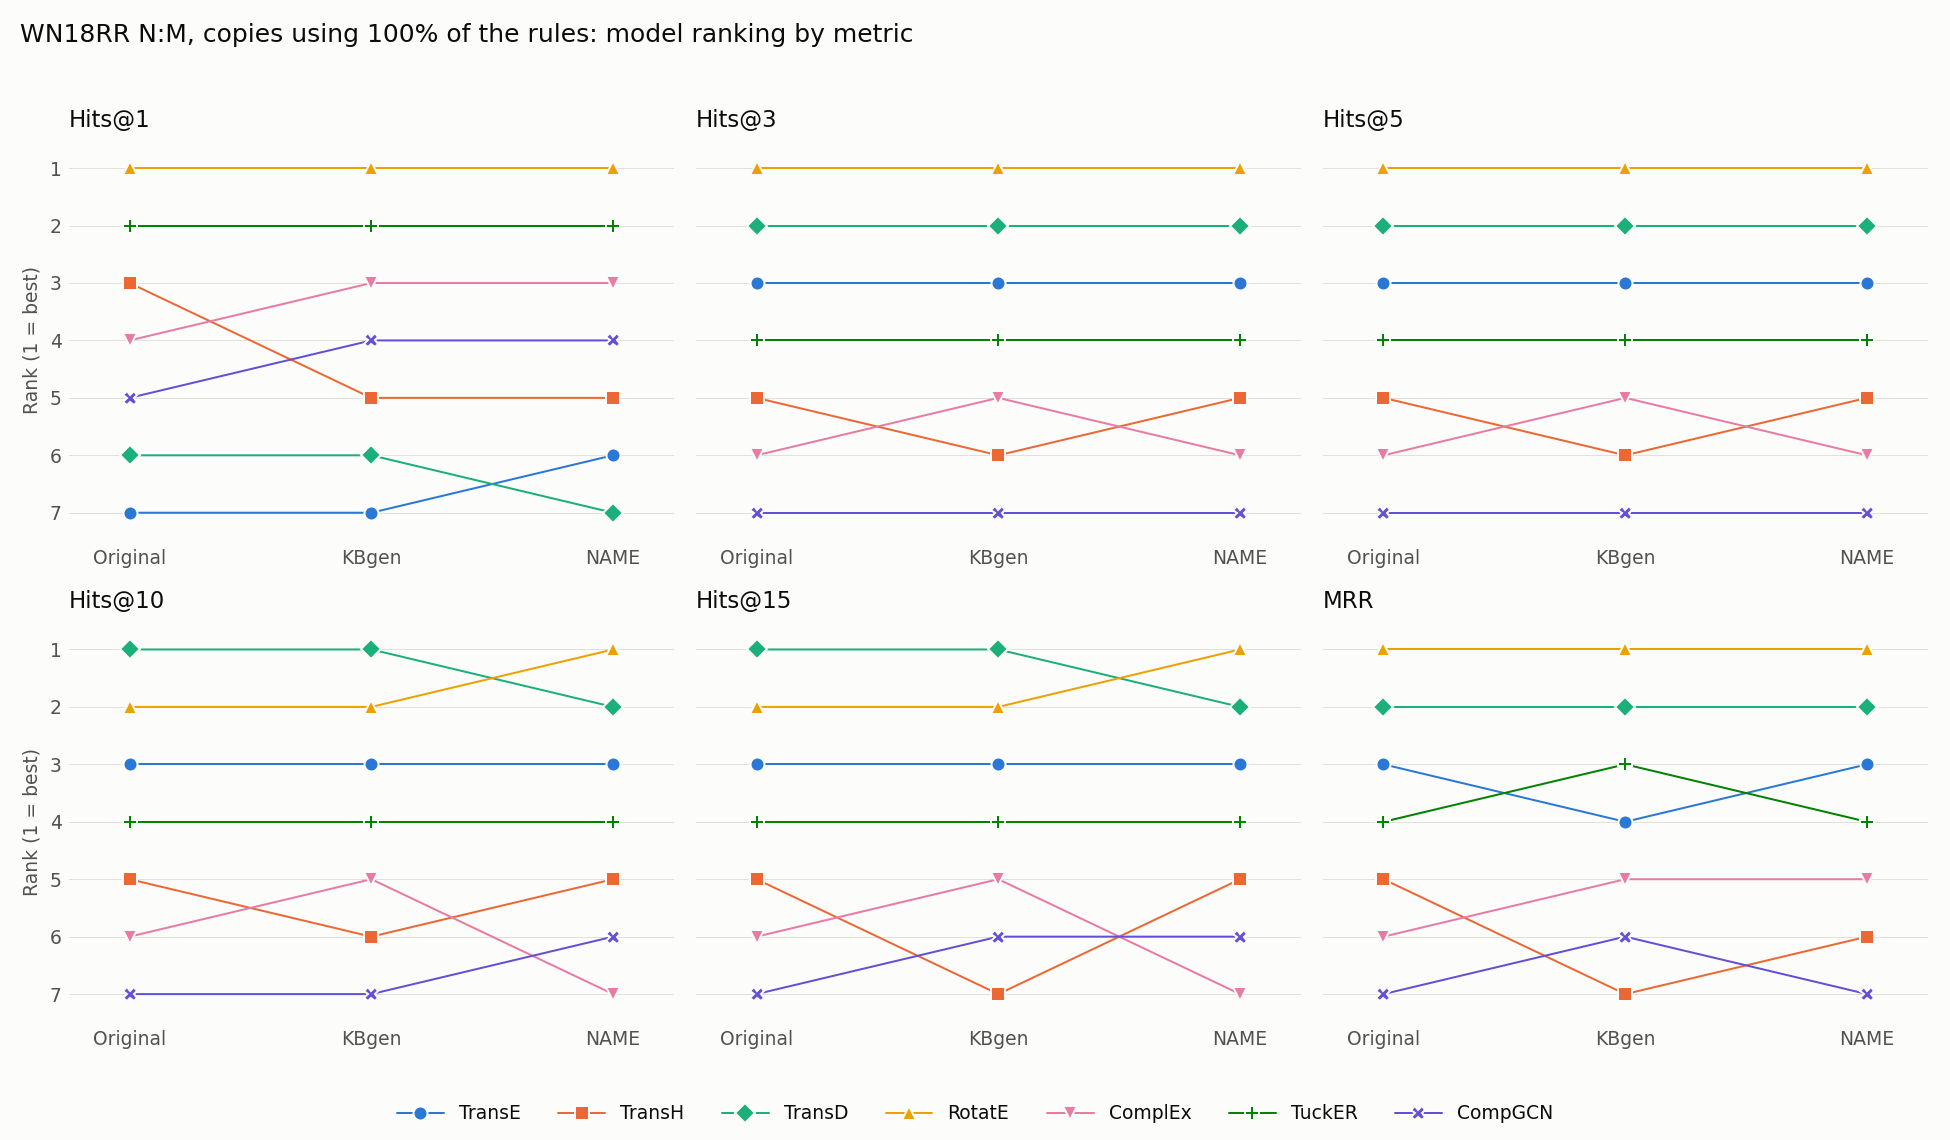 WN18RR N:M, copies using 100% of the rules: model ranking by metric
Hits@1
Hits@3
Hits@5
Rank (1 = best)
1
2
3
4
5
6
7
Original KBgen NAME
Original KBgen NAME
Original KBgen NAME
Hits@10
Hits@15
MRR
Rank (1 = best)
1
2
3
4
5
6
7
Original KBgen NAME
Original KBgen NAME
Original KBgen NAME
TransE TransH TransD RotatE ComplEx TuckER CompGCN